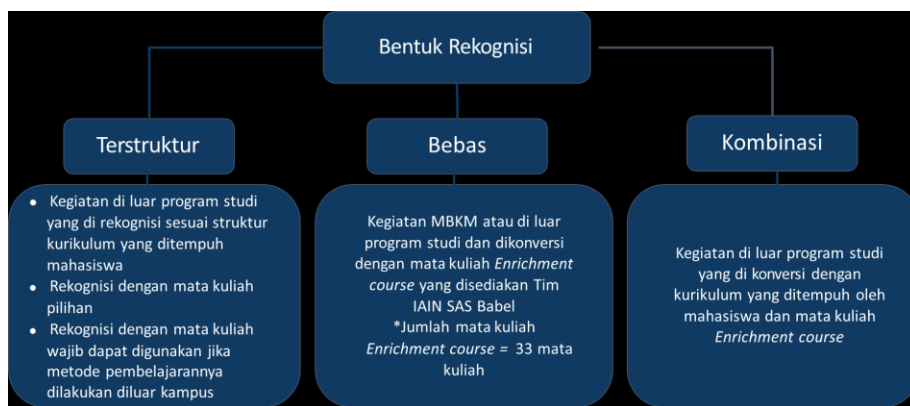 Bentuk Rekognisi
Terstruktur
• Kegiatan di luar program studi
yang di rekognisi sesuai struktur
kurikulum yang ditempuh
mahasiswa
• Rekognisi dengan mata kuliah
pilihan
• Rekognisi dengan mata kuliah
wajib dapat digunakan jika
metode pembelajarannya
dilakukan diluar kampus
Bebas
Kegiatan MBKM atau di luar
program studi dan dikonversi
dengan mata kuliah Enrichment
course yang disediakan Tim
IAIN SAS Babel
*Jumlah mata kuliah
Enrichment course = 33 mata
kuliah
Kombinasi
Kegiatan di luar program studi
yang di konversi dengan
kurikulum yang ditempuh oleh
mahasiswa dan mata kuliah
Enrichment course